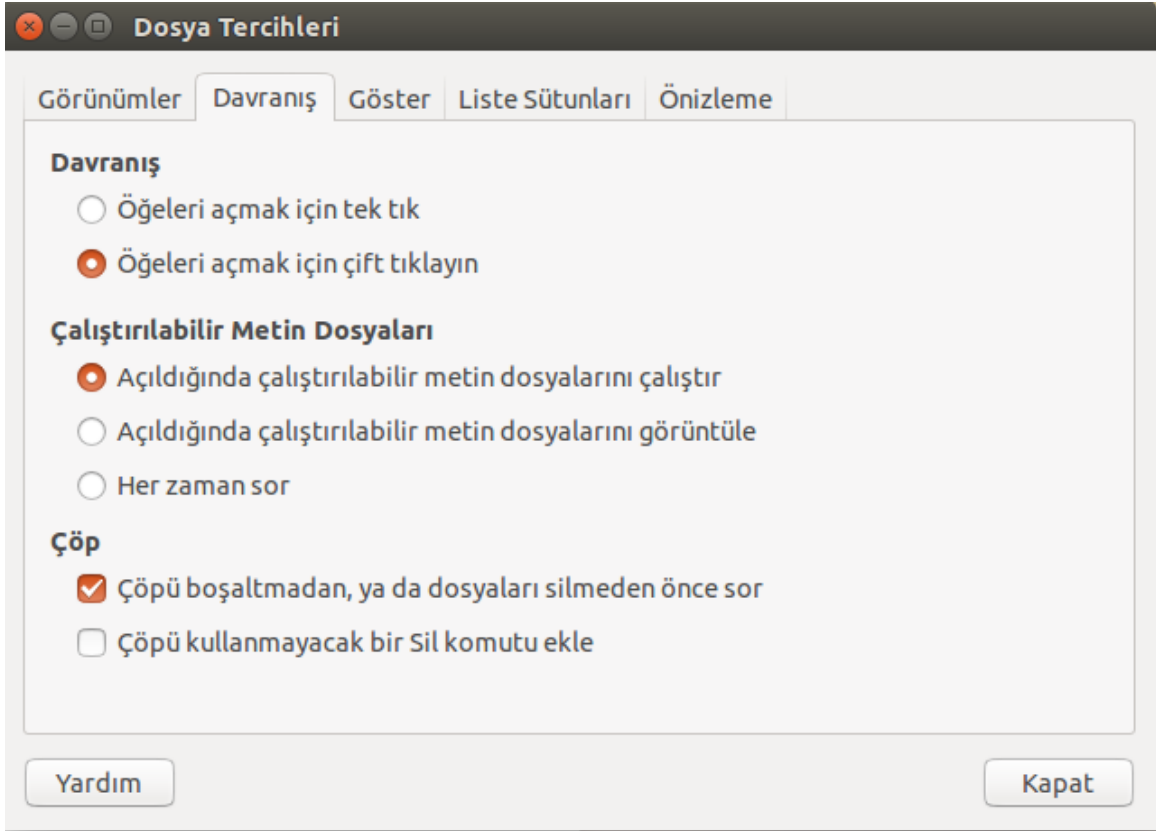 Dosya Tercihleri
Görünümler Davranış Göster Liste Sütunları Önizleme
Davranış
Öğeleri açmak için tek tık
Öğeleri açmak için çift tıklayın
Çalıştırılabilir Metin Dosyaları
Açıldığında çalıştırılabilir metin dosyalarını çalıştır
Açıldığında çalıştırılabilir metin dosyalarını görüntüle
Her zaman sor
Çöp
Çöpü boşaltmadan, ya da dosyaları silmeden önce sor
Çöpü kullanmayacak bir Sil komutu ekle
Yardım Kapat